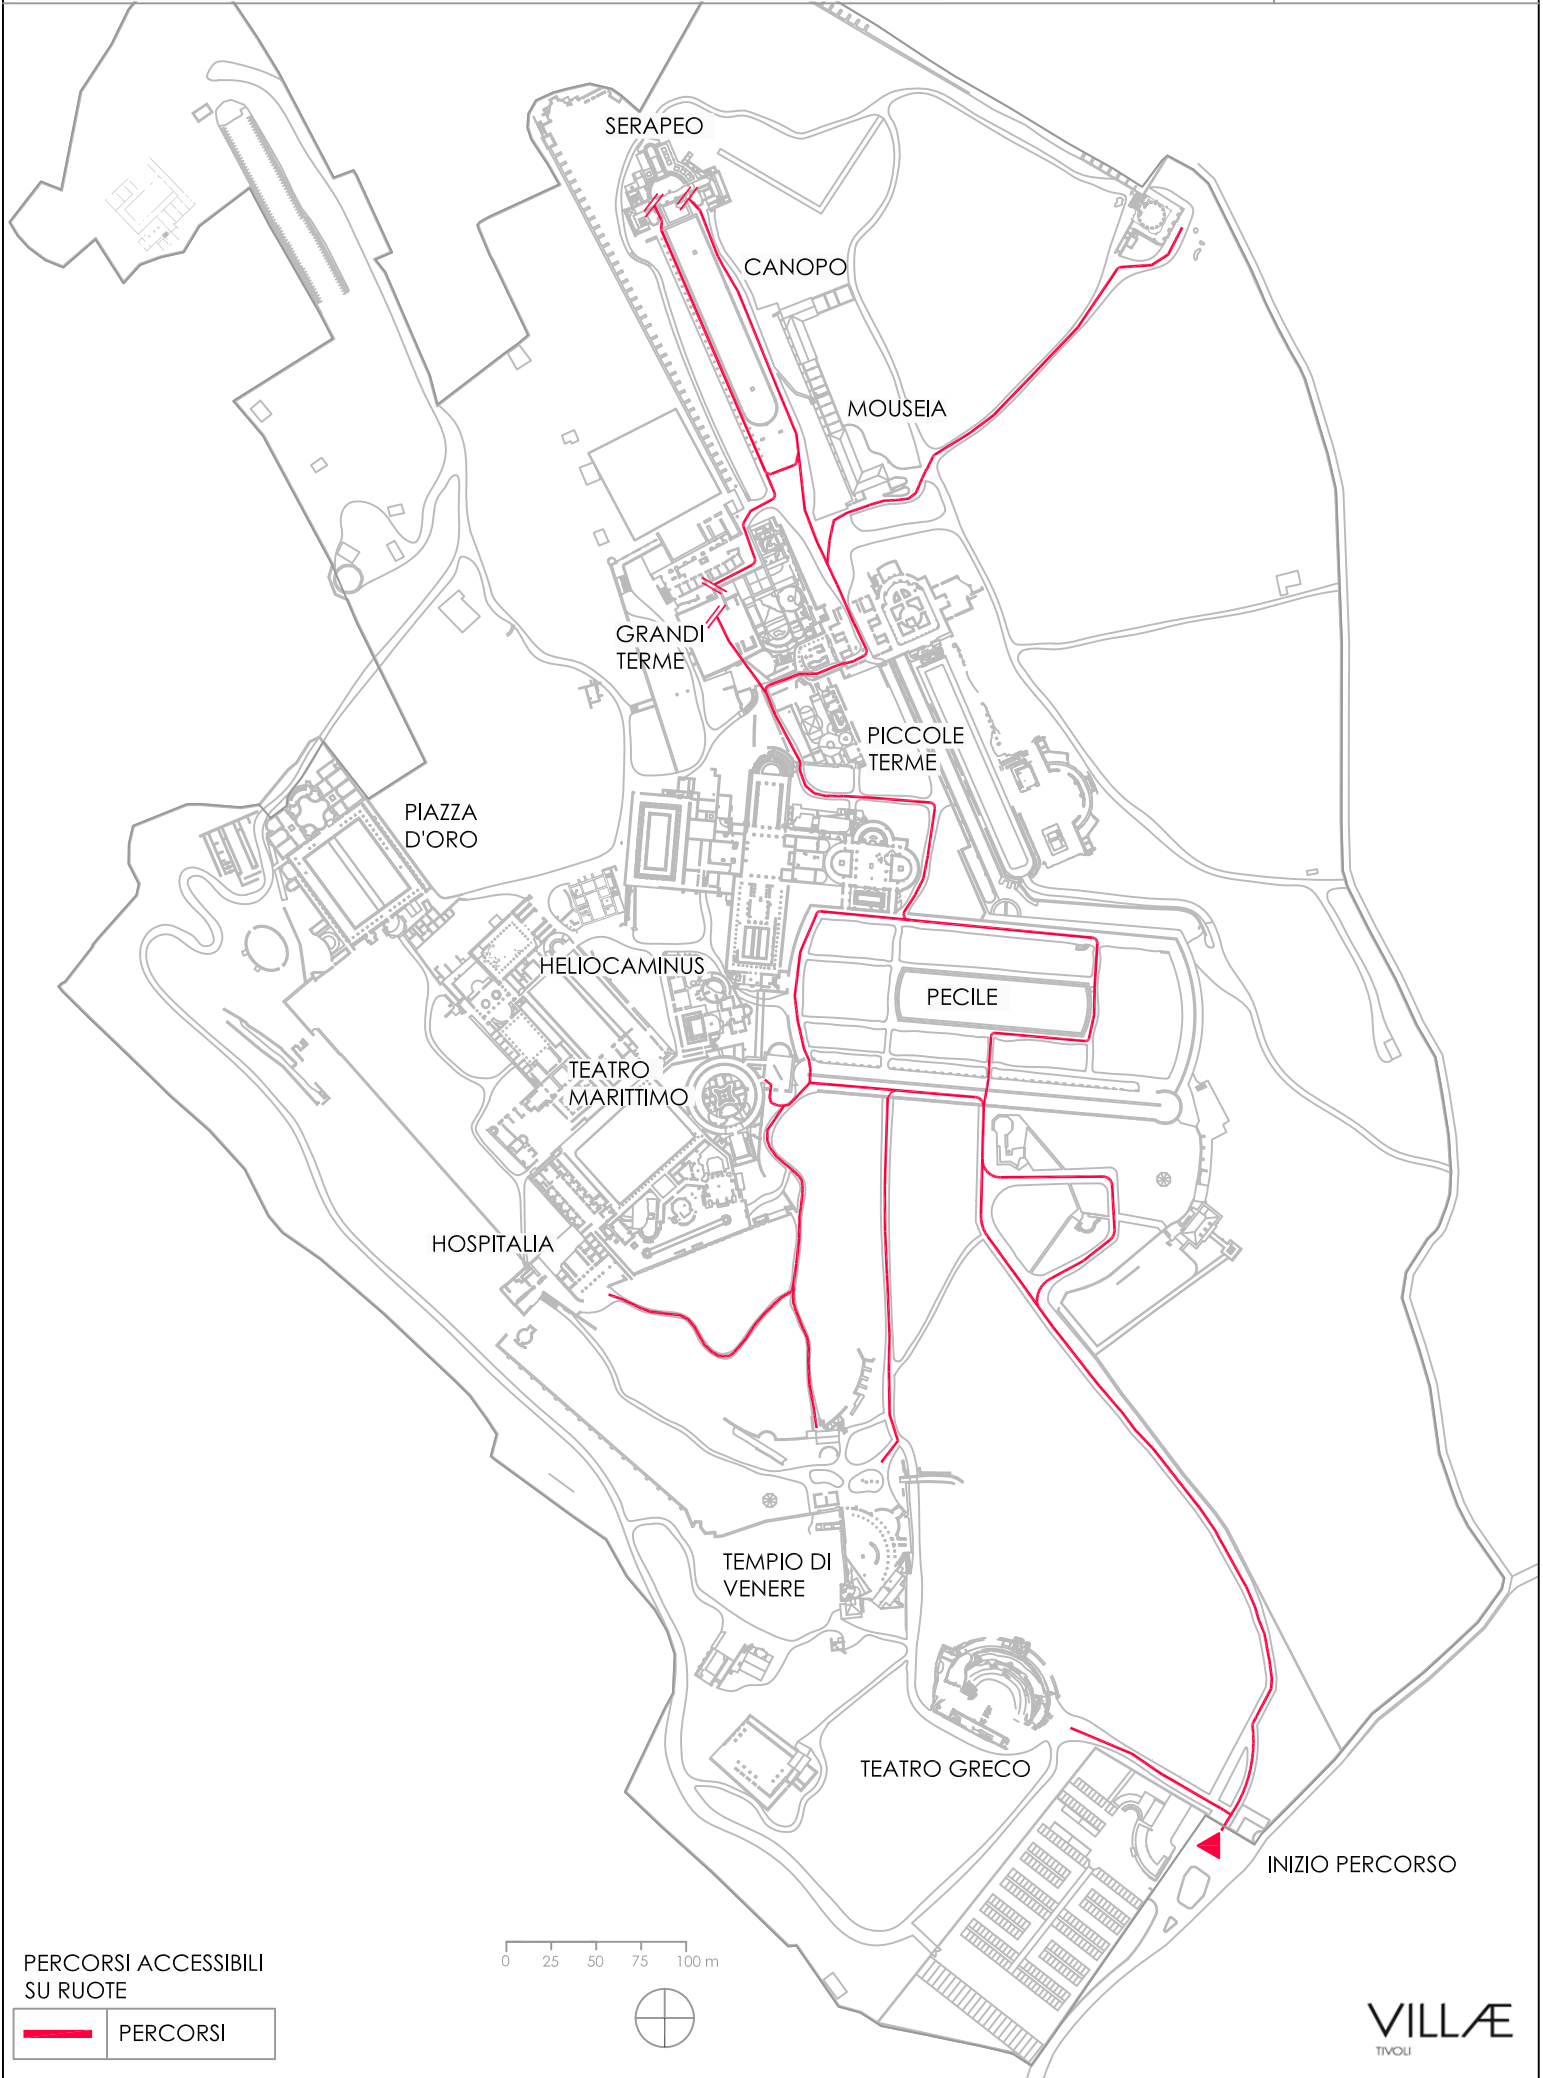 SERAPEO
CANOPO
MOUSEIA
GRANDI
TERME
PICCOLE
TERME
PIAZZA
D'ORO
HELIOCAMINUS
PECILE
TEATRO
MARITTIMO
HOSPITALIA
TEMPIO DI
VENERE
TEATRO GRECO
INIZIO PERCORSO
PERCORSI ACCESSIBILI
SU RUOTE
PERCORSI
0 25 50 75 100 m
VILLÆ
TIVOLI